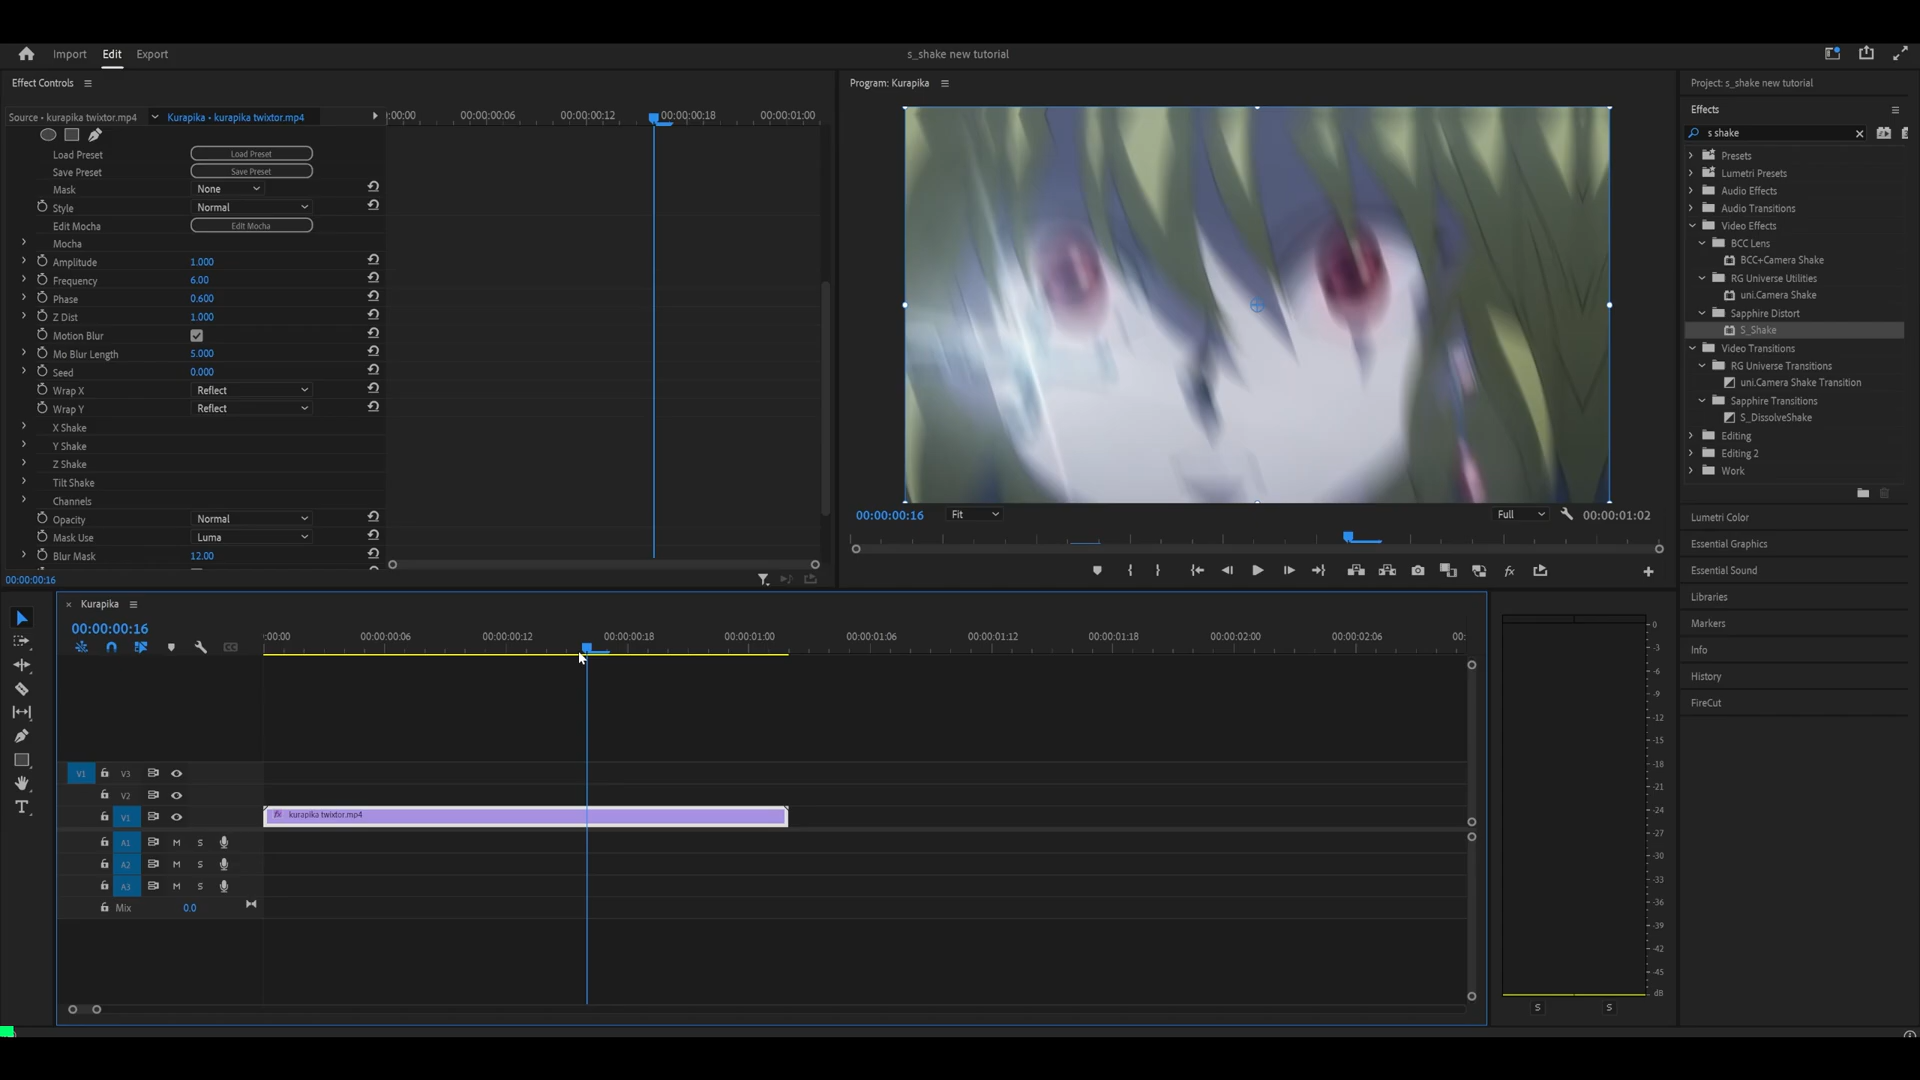 Import Edit Export s_shake new tutorial
Effect Controls
Source • kurapika twixtor.mp4 Kurapika • kurapika twixtor.mp4
:00:00 00:00:00:06 00:00:00:12 00:00:00:18 00:00:01:00
Load Preset Load Preset
Save Preset Save Preset
Mask None
Style Normal
Edit Mocha Edit Mocha
Mocha
Amplitude 1.000
Frequency 6.00
Phase 0.600
Z Dist 1.000
Motion Blur
Mo Blur Length 5.000
Seed 0.000
Wrap X Reflect
Wrap Y Reflect
X Shake
Y Shake
Z Shake
Tilt Shake
Channels
Opacity Normal
Mask Use Luma
Blur Mask 12.00
00:00:00:16
Program: Kurapika
00:00:00:16 Fit Full 00:00:01:02
fx
Project: s_shake new tutorial
Effects
s shake
Presets
Lumetri Presets
Audio Effects
Audio Transitions
Video Effects
BCC Lens
BCC+Camera Shake
RG Universe Utilities
uni.Camera Shake
Sapphire Distort
S_Shake
Video Transitions
RG Universe Transitions
uni.Camera Shake Transition
Sapphire Transitions
S_DissolveShake
Editing
Editing 2
Work
Lumetri Color
Essential Graphics
Essential Sound
Libraries
Markers
Info
History
FireCut
Kurapika
00:00:00:16
:00:00 00:00:00:06 00:00:00:12 00:00:00:18 00:00:01:00 00:00:01:06 00:00:01:12 00:00:01:18 00:00:02:00 00:00:02:06 00:
V1 V3
V2
V1 fx kurapika twixtor.mp4
A1 M S
A2 M S
A3 M S
Mix 0.0
0
-3
-6
-9
-12
-15
-18
-21
-24
-27
-30
-33
-36
-39
-42
-45
dB
S S